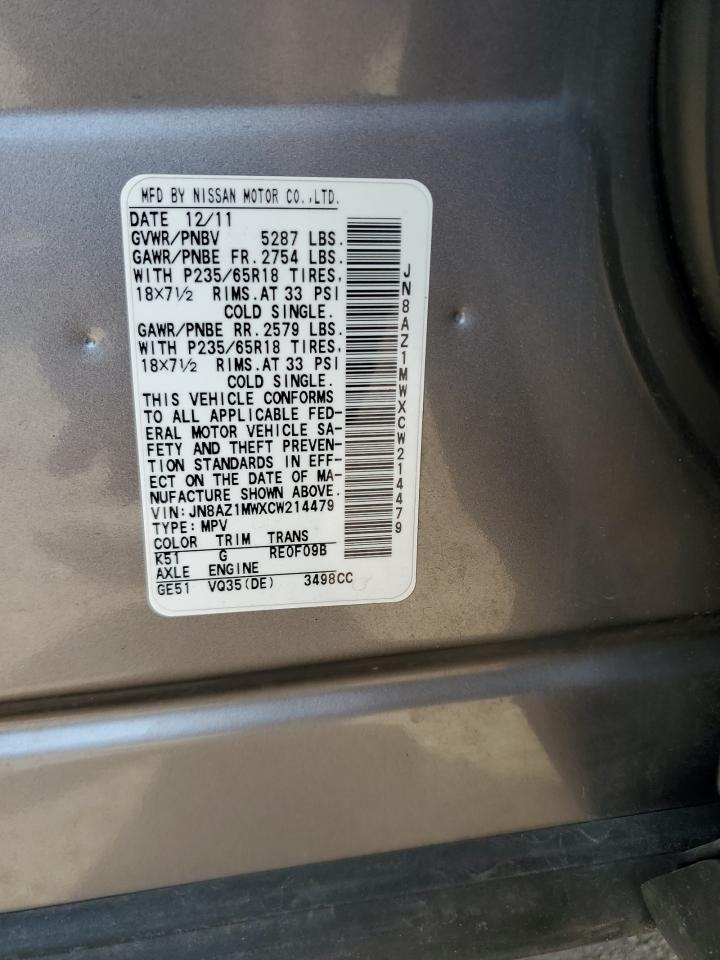 MFD BY NISSAN MOTOR CO.,LTD.
DATE 12/11
GVWR/PNBV 5287 LBS.
GAWR/PNBE FR. 2754 LBS.
WITH P235/65R18 TIRES,
18×7½ RIMS. AT 33 PSI
COLD SINGLE.
GAWR/PNBE RR. 2579 LBS.
WITH P235/65R18 TIRES,
18×7½ RIMS. AT 33 PSI
COLD SINGLE.
THIS VEHICLE CONFORMS
TO ALL APPLICABLE FED-
ERAL MOTOR VEHICLE SA-
FETY AND THEFT PREVEN-
TION STANDARDS IN EFF-
ECT ON THE DATE OF MA-
NUFACTURE SHOWN ABOVE.
VIN: JN8AZ1MWXCW214479
TYPE: MPV
COLOR TRIM TRANS
K51 G RE0F09B
AXLE ENGINE
GE51 VQ35(DE) 3498CC
JN8AZ1MWXCW214479